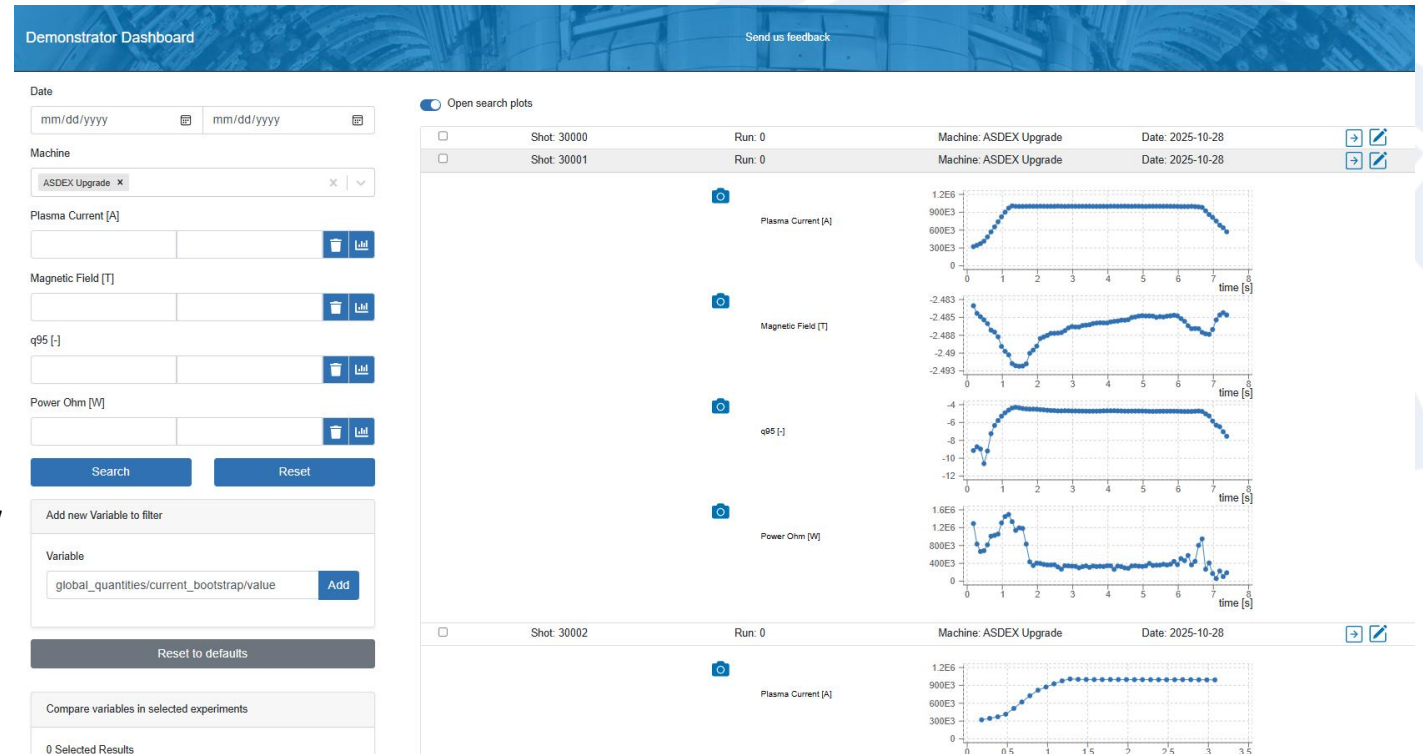 Demonstrator Dashboard
Send us feedback
Date
mm/dd/yyyy mm/dd/yyyy
Machine
ASDEX Upgrade ×
Plasma Current [A]
Magnetic Field [T]
q95 [-]
Power Ohm [W]
Search Reset
Add new Variable to filter
Variable
global_quantities/current_bootstrap/value Add
Reset to defaults
Compare variables in selected experiments
0 Selected Results
Open search plots
Shot: 30000 Run: 0 Machine: ASDEX Upgrade Date: 2025-10-28
Shot: 30001 Run: 0 Machine: ASDEX Upgrade Date: 2025-10-28
Plasma Current [A]
1.2E6
900E3
600E3
300E3
0
0 1 2 3 4 5 6 7 8
time [s]
Magnetic Field [T]
-2.483
-2.485
-2.488
-2.49
-2.493
0 1 2 3 4 5 6 7 8
time [s]
q95 [-]
-4
-6
-8
-10
-12
0 1 2 3 4 5 6 7 8
time [s]
Power Ohm [W]
1.6E6
1.2E6
800E3
400E3
0
0 1 2 3 4 5 6 7 8
time [s]
Shot: 30002 Run: 0 Machine: ASDEX Upgrade Date: 2025-10-28
Plasma Current [A]
1.2E6
900E3
600E3
300E3
0
0 0.5 1 1.5 2 2.5 3 3.5